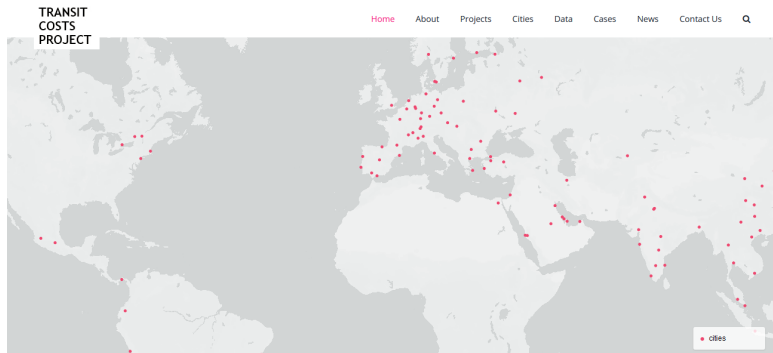 TRANSIT
COSTS
PROJECT
Home About Projects Cities Data Cases News Contact Us
cities